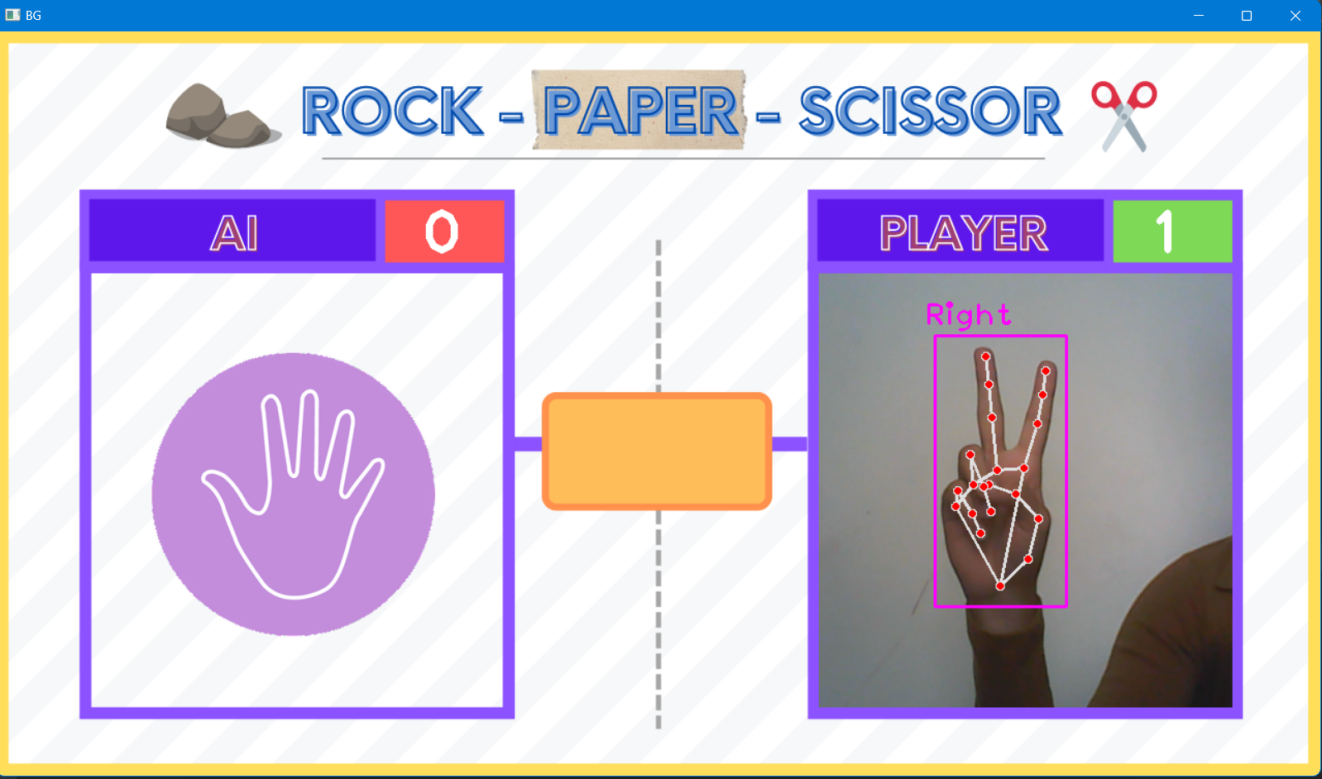 BG
ROCK - PAPER - SCISSOR
AI 0
PLAYER 1
Right